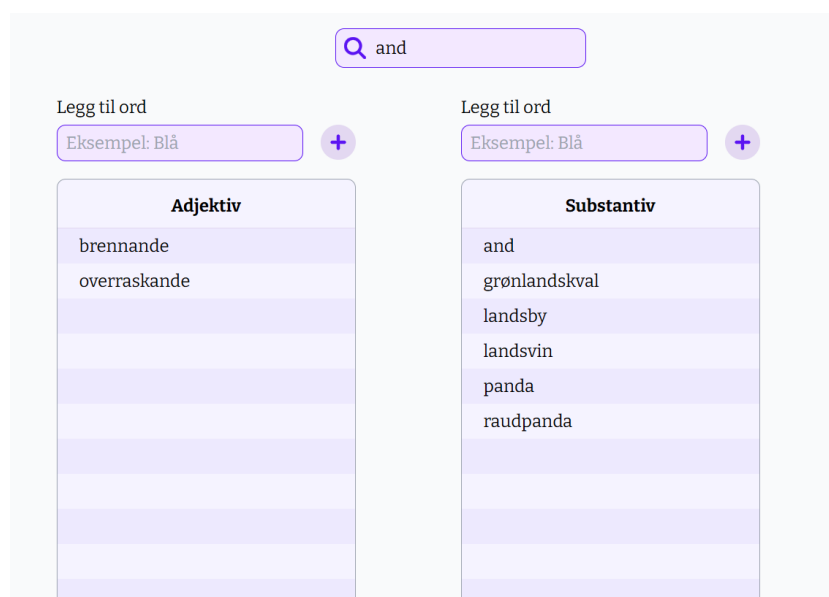 and
Legg til ord
Eksempel: Blå
Adjektiv
brennande
overraskande
Legg til ord
Eksempel: Blå
Substantiv
and
grønlandskval
landsby
landsvin
panda
raudpanda